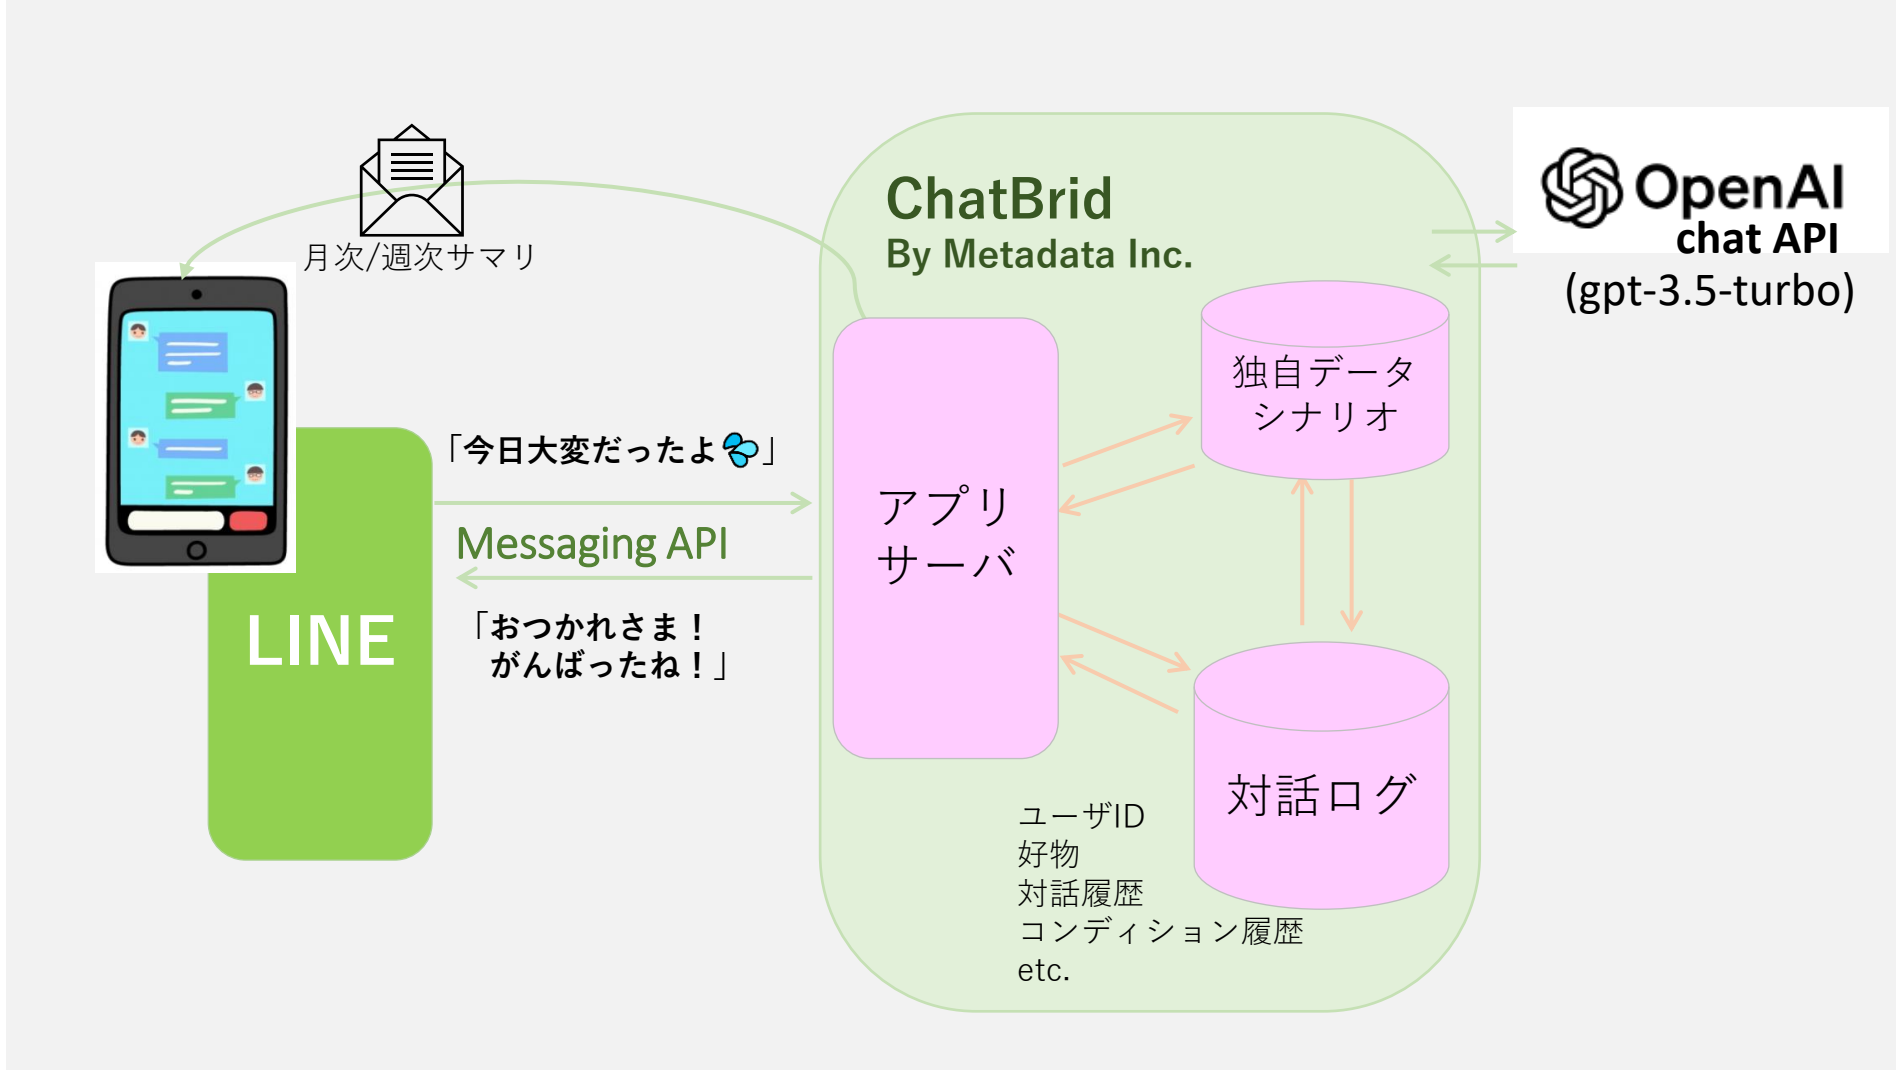 月次/週次サマリ
ChatBrid
By Metadata Inc.
OpenAI
chat API
(gpt-3.5-turbo)
独自データ
シナリオ
「今日大変だったよ💦」
Messaging API
「おつかれさま！
がんばったね！」
LINE
アプリ
サーバ
対話ログ
ユーザID
好物
対話履歴
コンディション履歴
etc.